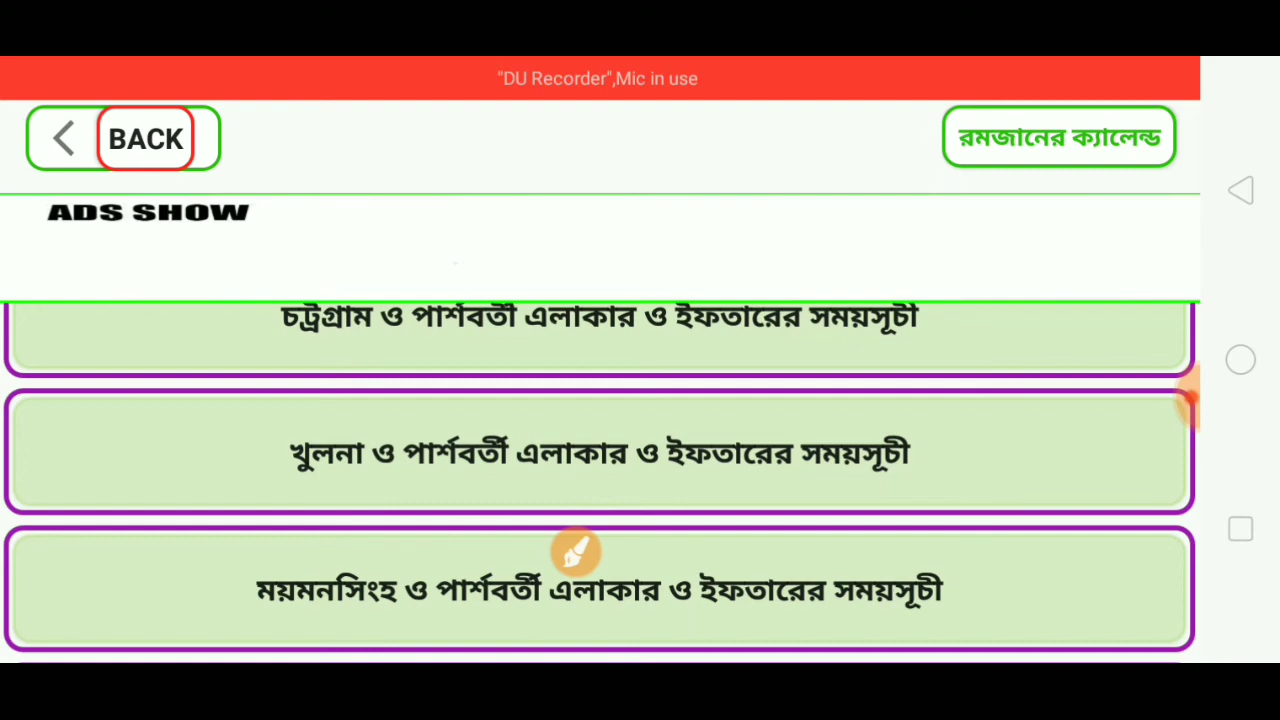 "DU Recorder",Mic in use
BACK
রমজানের ক্যালেন্ড
ADS SHOW
চট্রগ্রাম ও পার্শবর্তী এলাকার ও ইফতারের সময়সূচী
খুলনা ও পার্শবর্তী এলাকার ও ইফতারের সময়সূচী
ময়মনসিংহ ও পার্শবর্তী এলাকার ও ইফতারের সময়সূচী